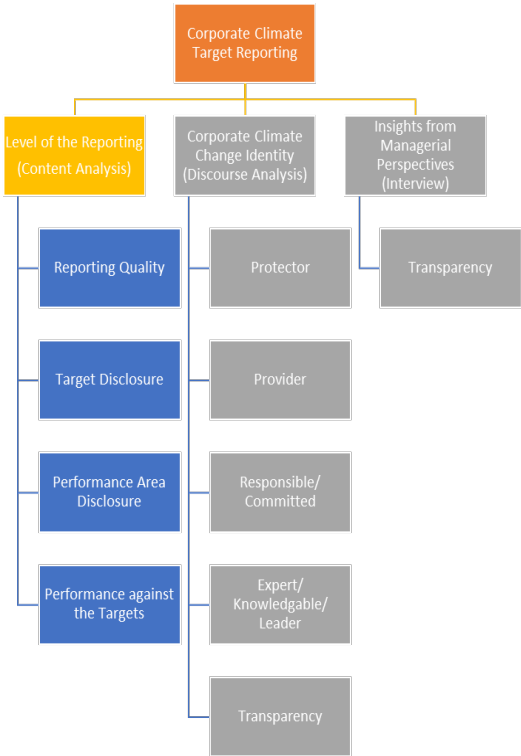 Corporate Climate
Target Reporting
Level of the Reporting
(Content Analysis)
Corporate Climate
Change Identity
(Discourse Analysis)
Insights from
Managerial
Perspectives
(Interview)
Reporting Quality
Protector
Transparency
Target Disclosure
Provider
Performance Area
Disclosure
Responsible/
Committed
Performance against
the Targets
Expert/
Knowledgable/
Leader
Transparency